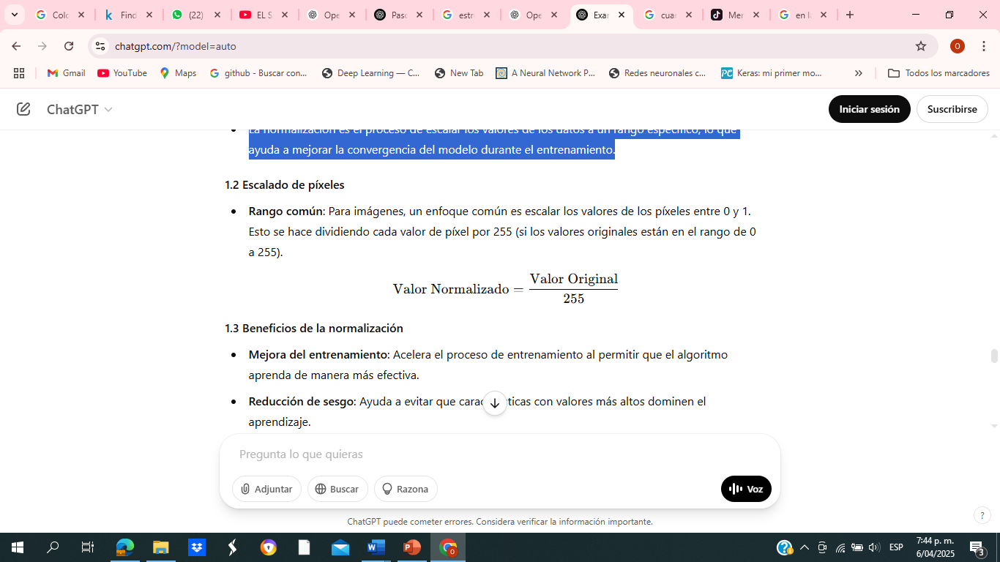 Colo
Find
(22)
EL S
Ope
Pasc
estr
Ope
Exar
cuar
Mer
en la
chatgpt.com/?model=auto
O
Gmail
YouTube
Maps
github - Buscar con...
Deep Learning — C...
New Tab
A Neural Network P...
Redes neuronales c...
Keras: mi primer mo...
»
Todos los marcadores
ChatGPT
Iniciar sesión
Suscribirse
La normalización es el proceso de escalar los valores de los datos a un rango específico, lo que
ayuda a mejorar la convergencia del modelo durante el entrenamiento.
1.2 Escalado de píxeles
Rango común: Para imágenes, un enfoque común es escalar los valores de los píxeles entre 0 y 1.
Esto se hace dividiendo cada valor de píxel por 255 (si los valores originales están en el rango de 0
a 255).
Valor Normalizado = Valor Original
255
1.3 Beneficios de la normalización
Mejora del entrenamiento: Acelera el proceso de entrenamiento al permitir que el algoritmo
aprenda de manera más efectiva.
Reducción de sesgo: Ayuda a evitar que características con valores más altos dominen el
aprendizaje.
Pregunta lo que quieras
Adjuntar
Buscar
Razona
Voz
ChatGPT puede cometer errores. Considera verificar la información importante.
?
ESP
7:44 p. m.
6/04/2025
3